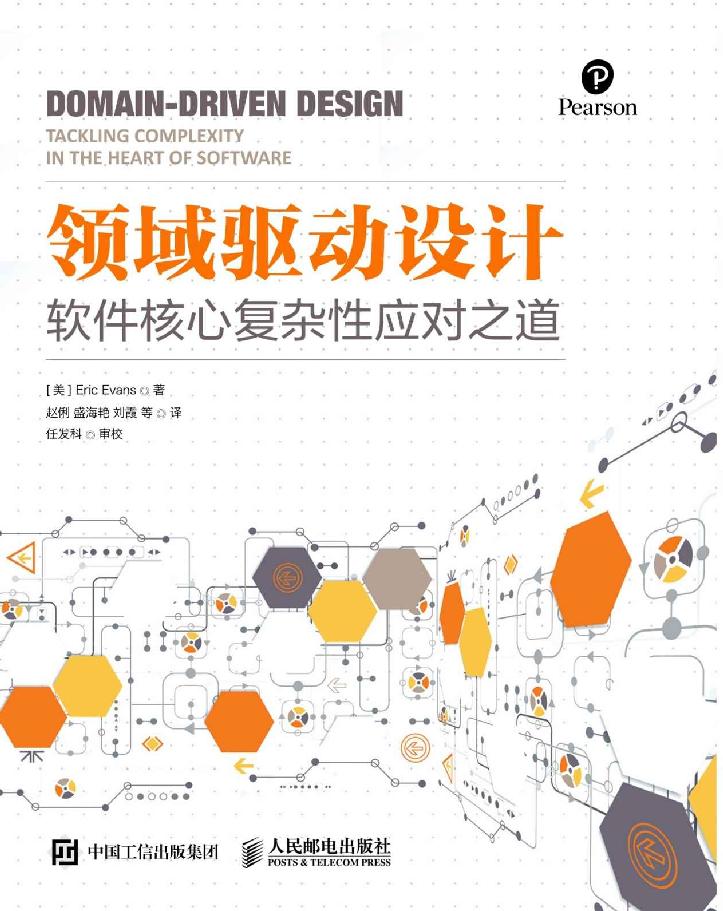 DOMAIN-DRIVEN DESIGN
TACKLING COMPLEXITY
IN THE HEART OF SOFTWARE
Pearson
领域驱动设计
软件核心复杂性应对之道
[ 美 ] Eric Evans ◎ 著
赵俐 盛海艳 刘霞 等 ◎ 译
任发科 ◎ 审校
中国工信出版集团
人民邮电出版社
POSTS & TELECOM PRESS